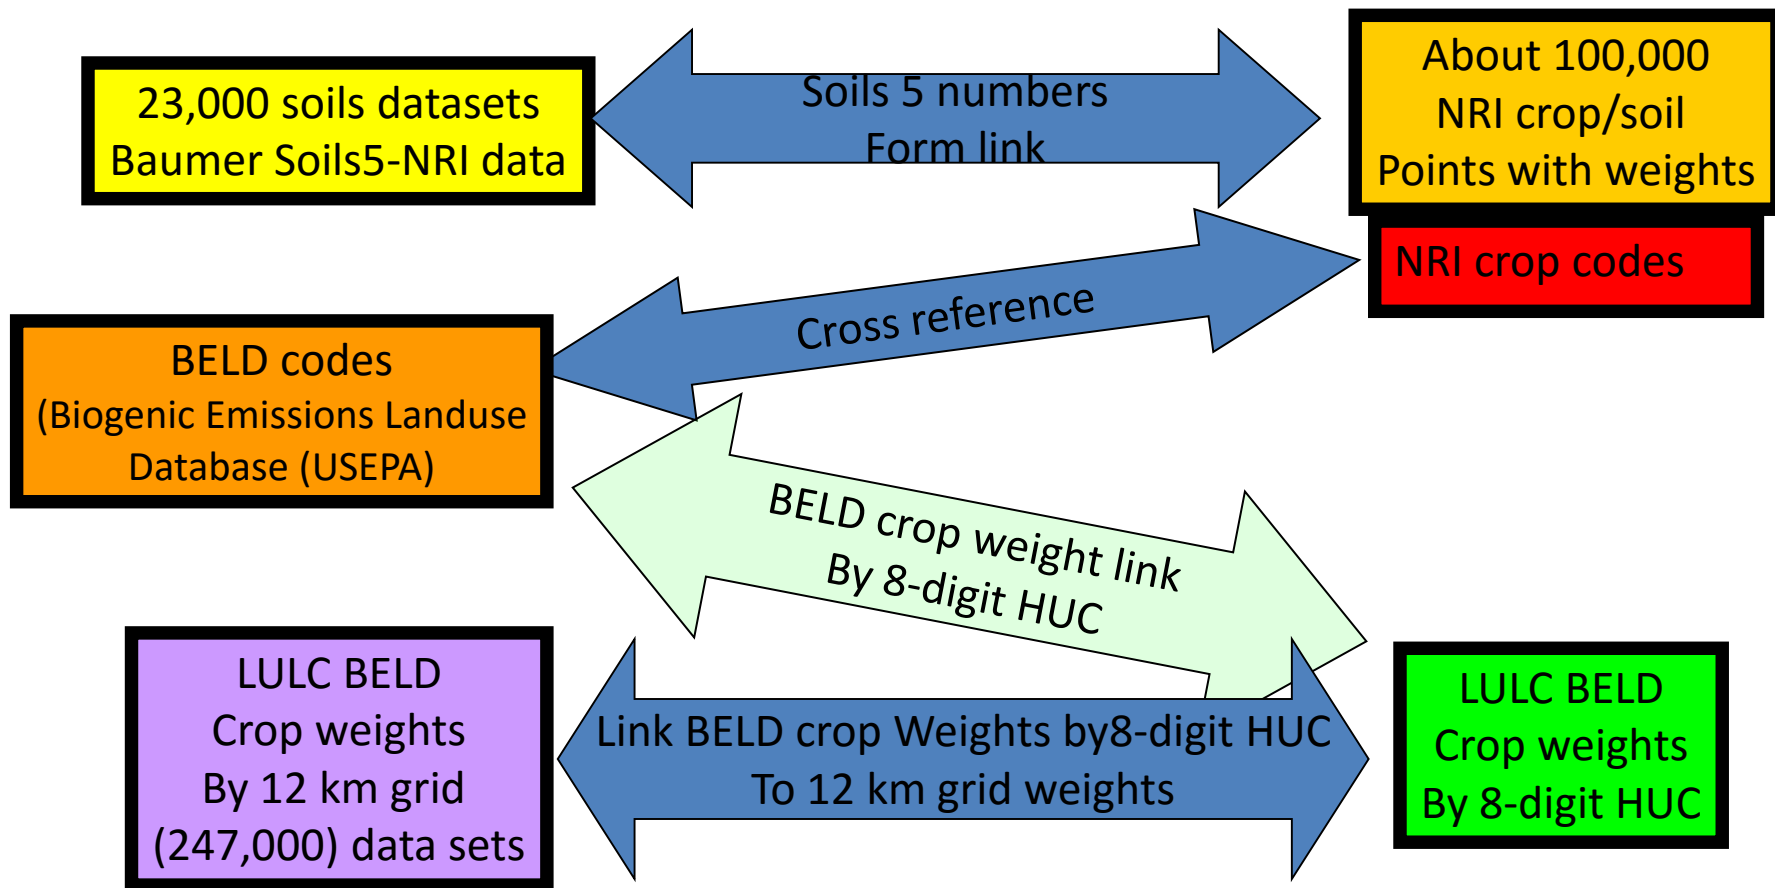 23,000 soils datasets
Baumer Soils5-NRI data
Soils 5 numbers
Form link
About 100,000
NRI crop/soil
Points with weights
NRI crop codes
Cross reference
BELD codes
(Biogenic Emissions Landuse
Database (USEPA)
BELD crop weight link
By 8-digit HUC
LULC BELD
Crop weights
By 12 km grid
(247,000) data sets
Link BELD crop Weights by8-digit HUC
To 12 km grid weights
LULC BELD
Crop weights
By 8-digit HUC